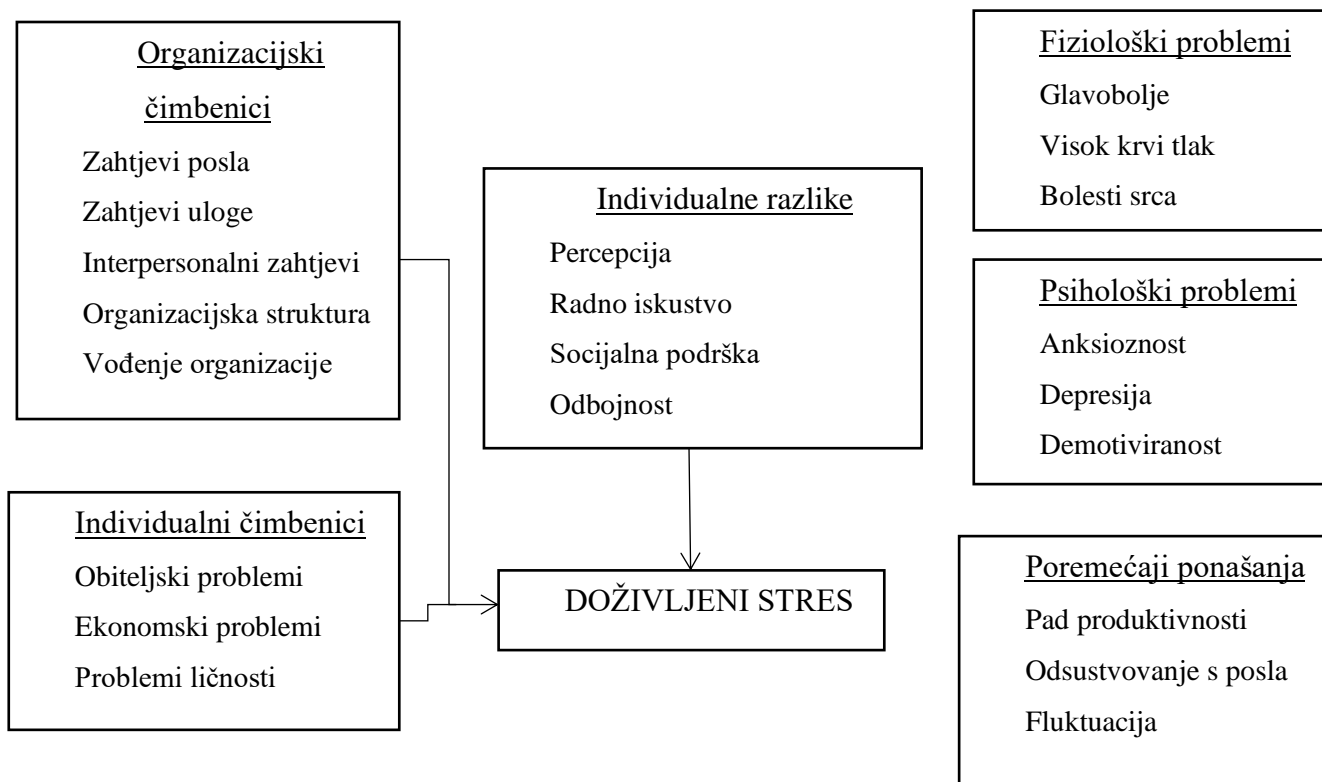 Organizacijski
čimbenici
Zahtjevi posla
Zahtjevi uloge
Interpersonalni zahtjevi
Organizacijska struktura
Vođenje organizacije
Individualni čimbenici
Obiteljski problemi
Ekonomski problemi
Problemi ličnosti
Individualne razlike
Percepcija
Radno iskustvo
Socijalna podrška
Odbojnost
DOŽIVLJENI STRES
Fiziološki problemi
Glavobolje
Visok krvi tlak
Bolesti srca
Psihološki problemi
Anksioznost
Depresija
Demotiviranost
Poremećaji ponašanja
Pad produktivnosti
Odsustvovanje s posla
Fluktuacija